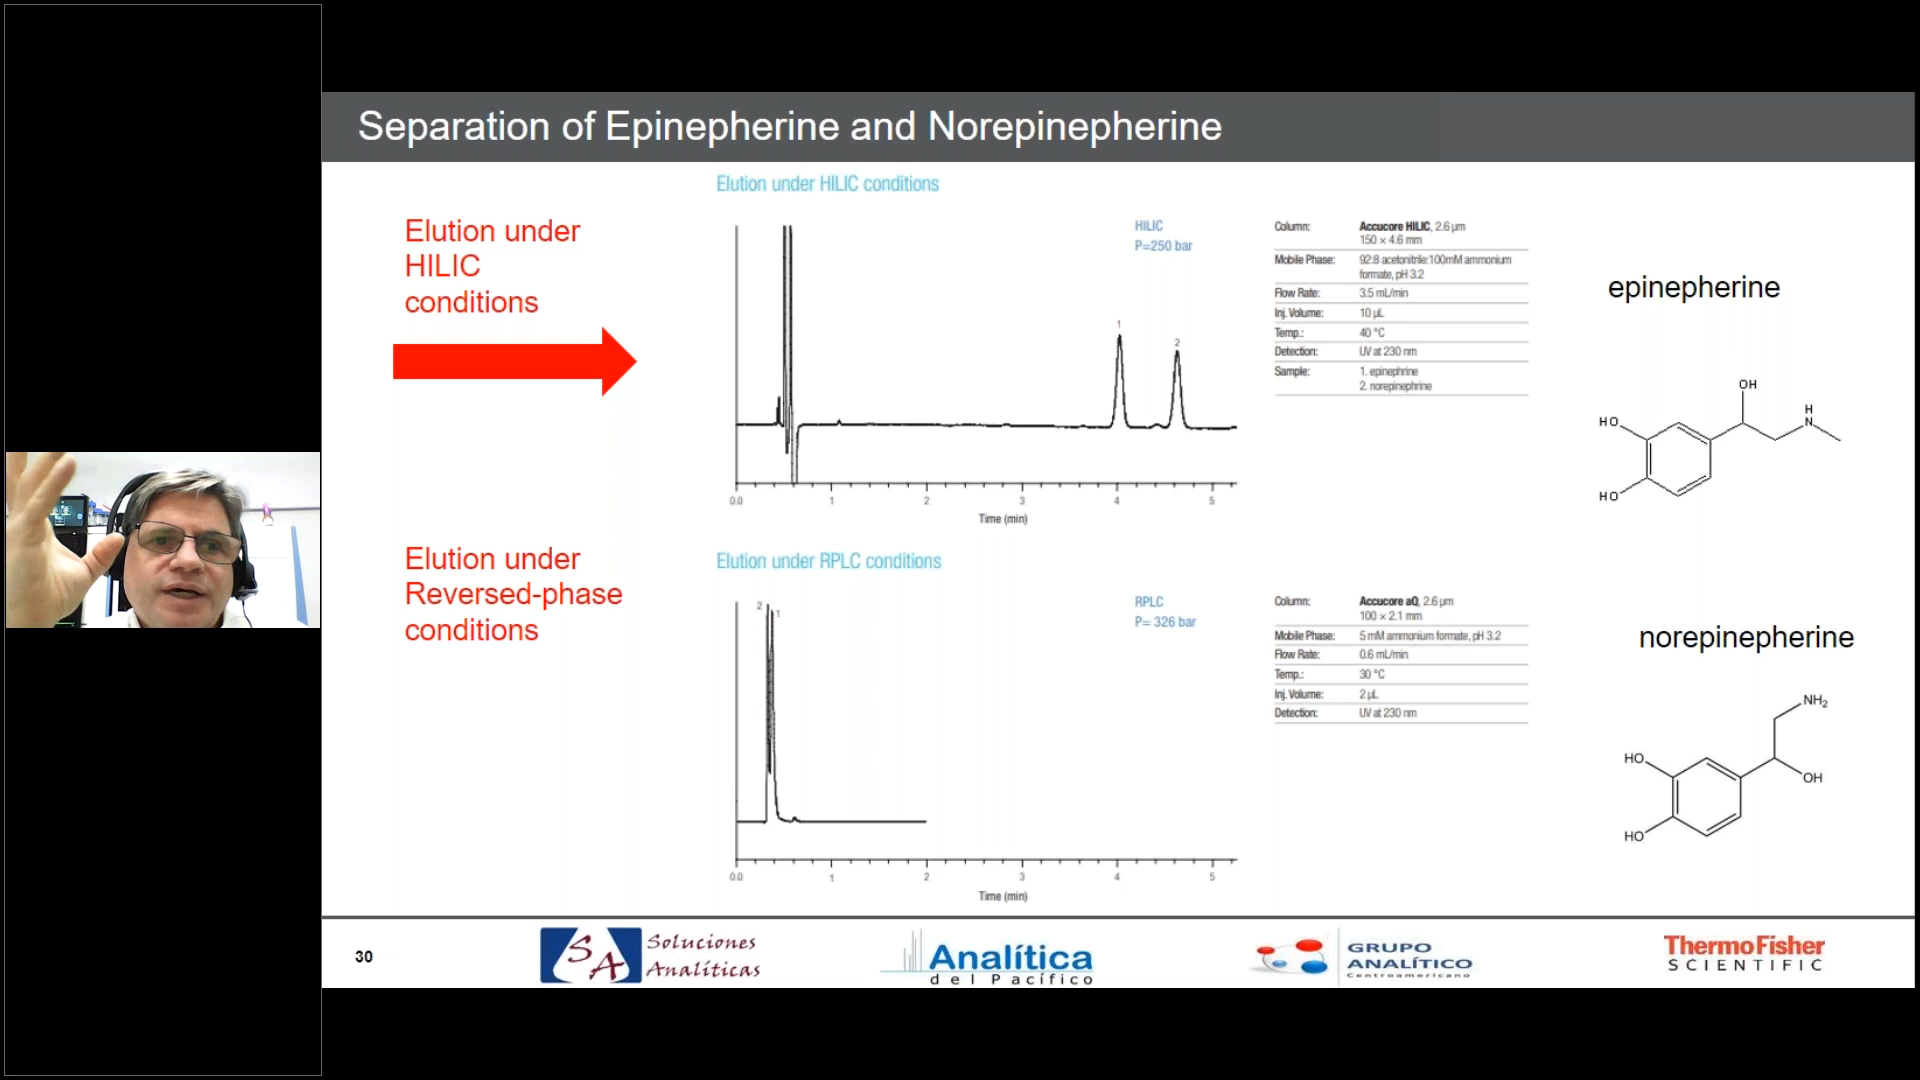 Separation of Epinepherine and Norepinepherine
Elution under
HILIC
conditions
Elution under HILIC conditions
HILIC
P=250 bar
1
2
0.0 1 2 3 4 5
Time (min)
Column: Accucore HILIC, 2.6 µm
150 × 4.6 mm
Mobile Phase: 92:8 acetonitrile:100mM ammonium
formate, pH 3.2
Flow Rate: 3.5 mL/min
Inj. Volume: 10 µL
Temp.: 40 °C
Detection: UV at 230 nm
Sample: 1. epinephrine
2. norepinephrine
epinepherine
OH
H
N
HO
HO
Elution under
Reversed-phase
conditions
Elution under RPLC conditions
RPLC
P= 326 bar
2
1
0.0 1 2 3 4 5
Time (min)
Column: Accucore aQ, 2.6 µm
100 × 2.1 mm
Mobile Phase: 5 mM ammonium formate, pH 3.2
Flow Rate: 0.6 mL/min
Temp.: 30 °C
Inj. Volume: 2 µL
Detection: UV at 230 nm
norepinepherine
NH2
HO
OH
HO
30
SA
Soluciones
Analíticas
Analítica
del Pacífico
GRUPO
ANALÍTICO
Centroamericano
ThermoFisher
SCIENTIFIC